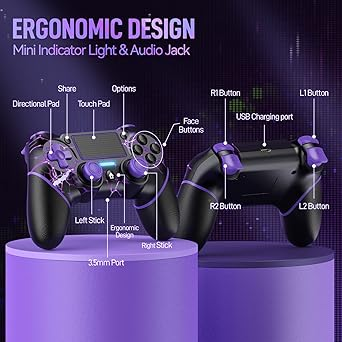 ERGONOMIC DESIGN
Mini Indicator Light & Audio Jack
Share
Options
Directional Pad
Touch Pad
Face
Buttons
R1 Button
L1 Button
USB Charging port
Left Stick
Ergonomic
Design
Right Stick
3.5mm Port
R2 Button
L2 Button